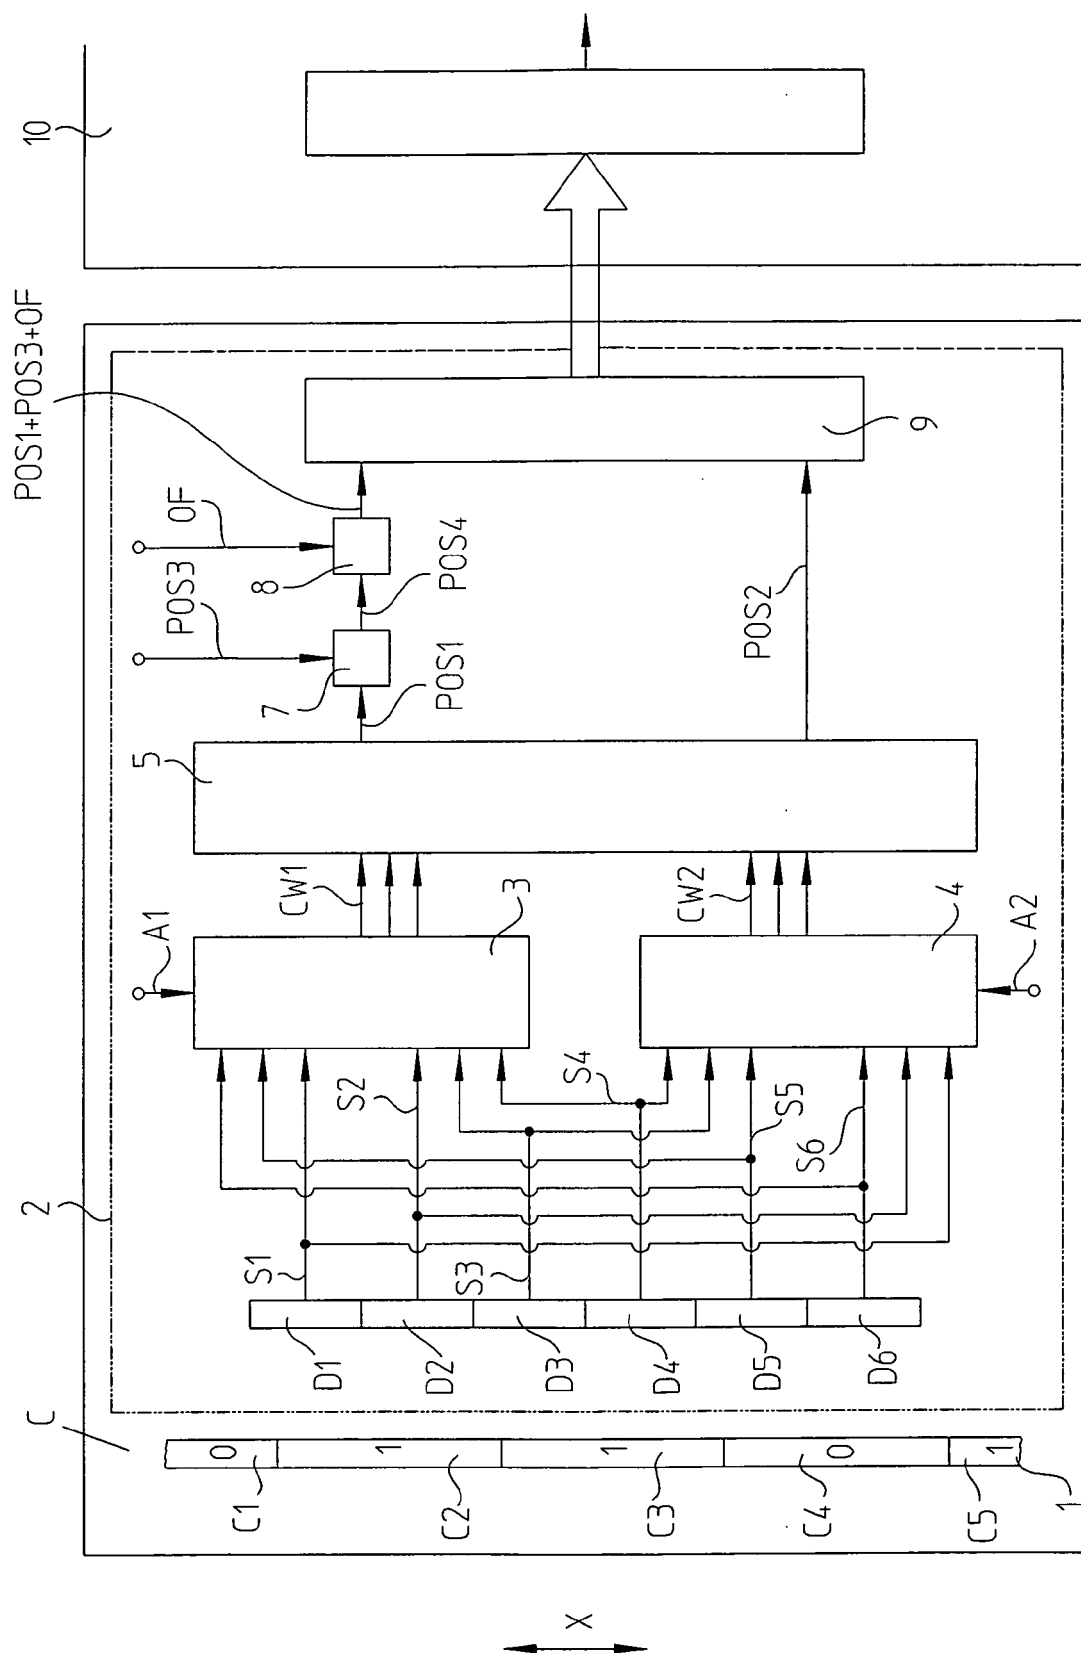 10
POS1+POS3+OF
OF
POS3
8
POS4
7
POS1
9
POS2
5
CW1
3
A1
CW2
4
A2
S2
S4
S5
S6
2
S1
S3
D1
D2
D3
D4
D5
D6
C
0
1
1
0
1
C1
C2
C3
C4
C5
1
X